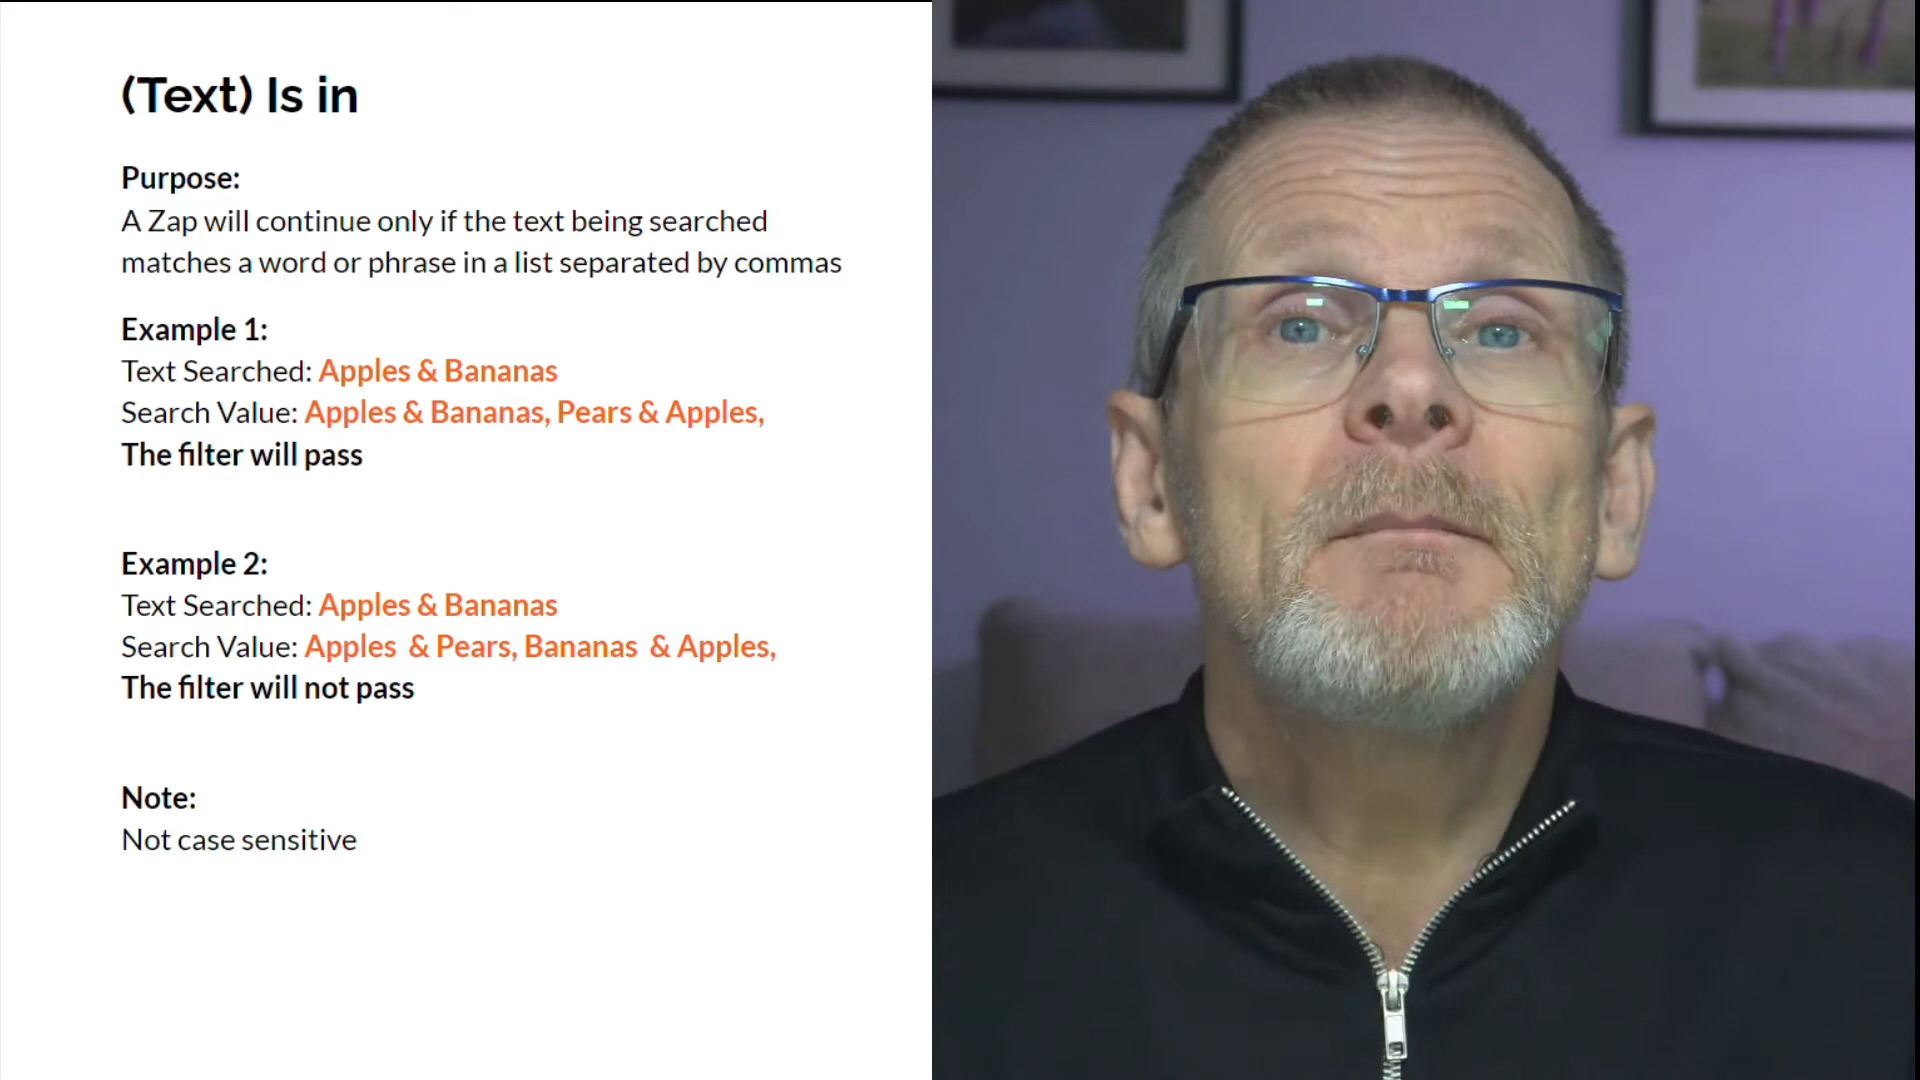 (Text) Is in
Purpose:
A Zap will continue only if the text being searched
matches a word or phrase in a list separated by commas
Example 1:
Text Searched: Apples & Bananas
Search Value: Apples & Bananas, Pears & Apples,
The filter will pass
Example 2:
Text Searched: Apples & Bananas
Search Value: Apples  & Pears, Bananas  & Apples,
The filter will not pass
Note:
Not case sensitive